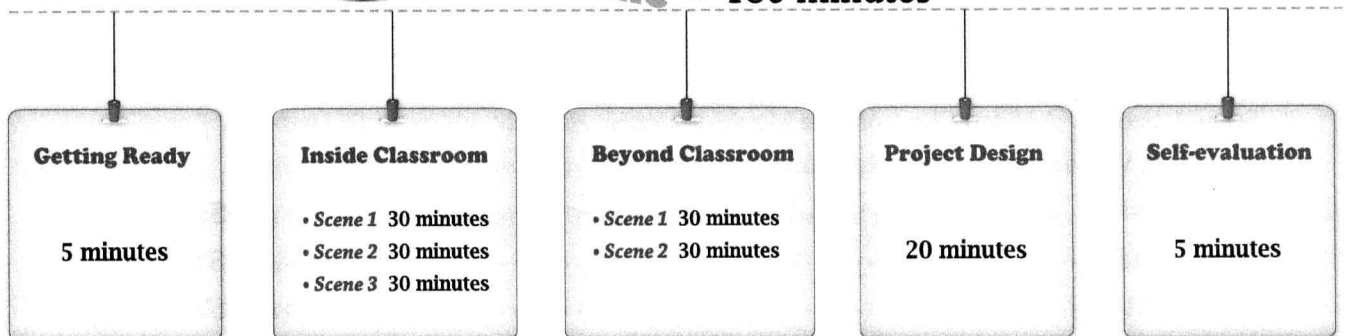 minutes
Getting Ready
5 minutes
Inside Classroom
• Scene 1 30 minutes
• Scene 2 30 minutes
• Scene 3 30 minutes
Beyond Classroom
• Scene 1 30 minutes
• Scene 2 30 minutes
Project Design
20 minutes
Self-evaluation
5 minutes